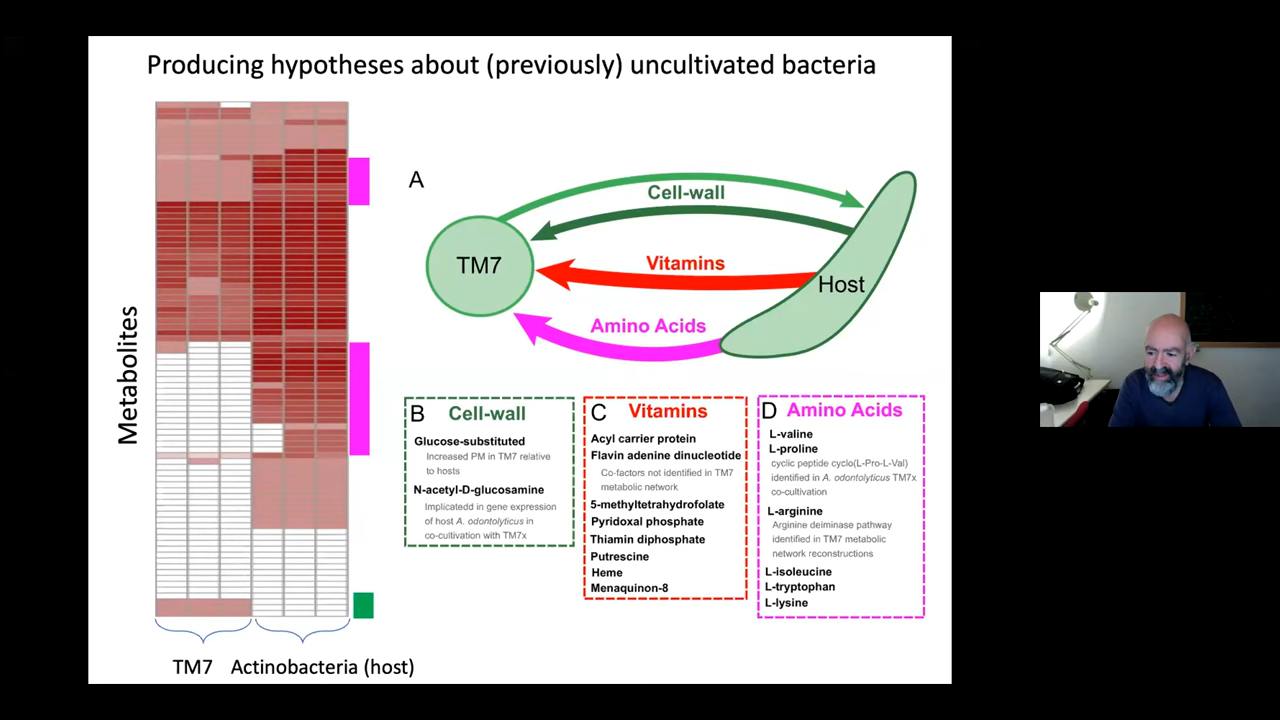 Producing hypotheses about (previously) uncultivated bacteria
Metabolites
TM7
Actinobacteria (host)
A
Cell-wall
TM7
Vitamins
Host
Amino Acids
B Cell-wall
Glucose-substituted
Increased PM in TM7 relative
to hosts
N-acetyl-D-glucosamine
Implicatedd in gene expression
of host A. odontolyticus in
co-cultivation with TM7x
C Vitamins
Acyl carrier protein
Flavin adenine dinucleotide
Co-factors not identified in TM7
metabolic network
5-methyltetrahydrofolate
Pyridoxal phosphate
Thiamin diphosphate
Putrescine
Heme
Menaquinon-8
D Amino Acids
L-valine
L-proline
cyclic peptide cyclo(L-Pro-L-Val)
identified in A. odontolyticus TM7x
co-cultivation
L-arginine
Arginine deiminase pathway
identified in TM7 metabolic
network reconstructions
L-isoleucine
L-tryptophan
L-lysine